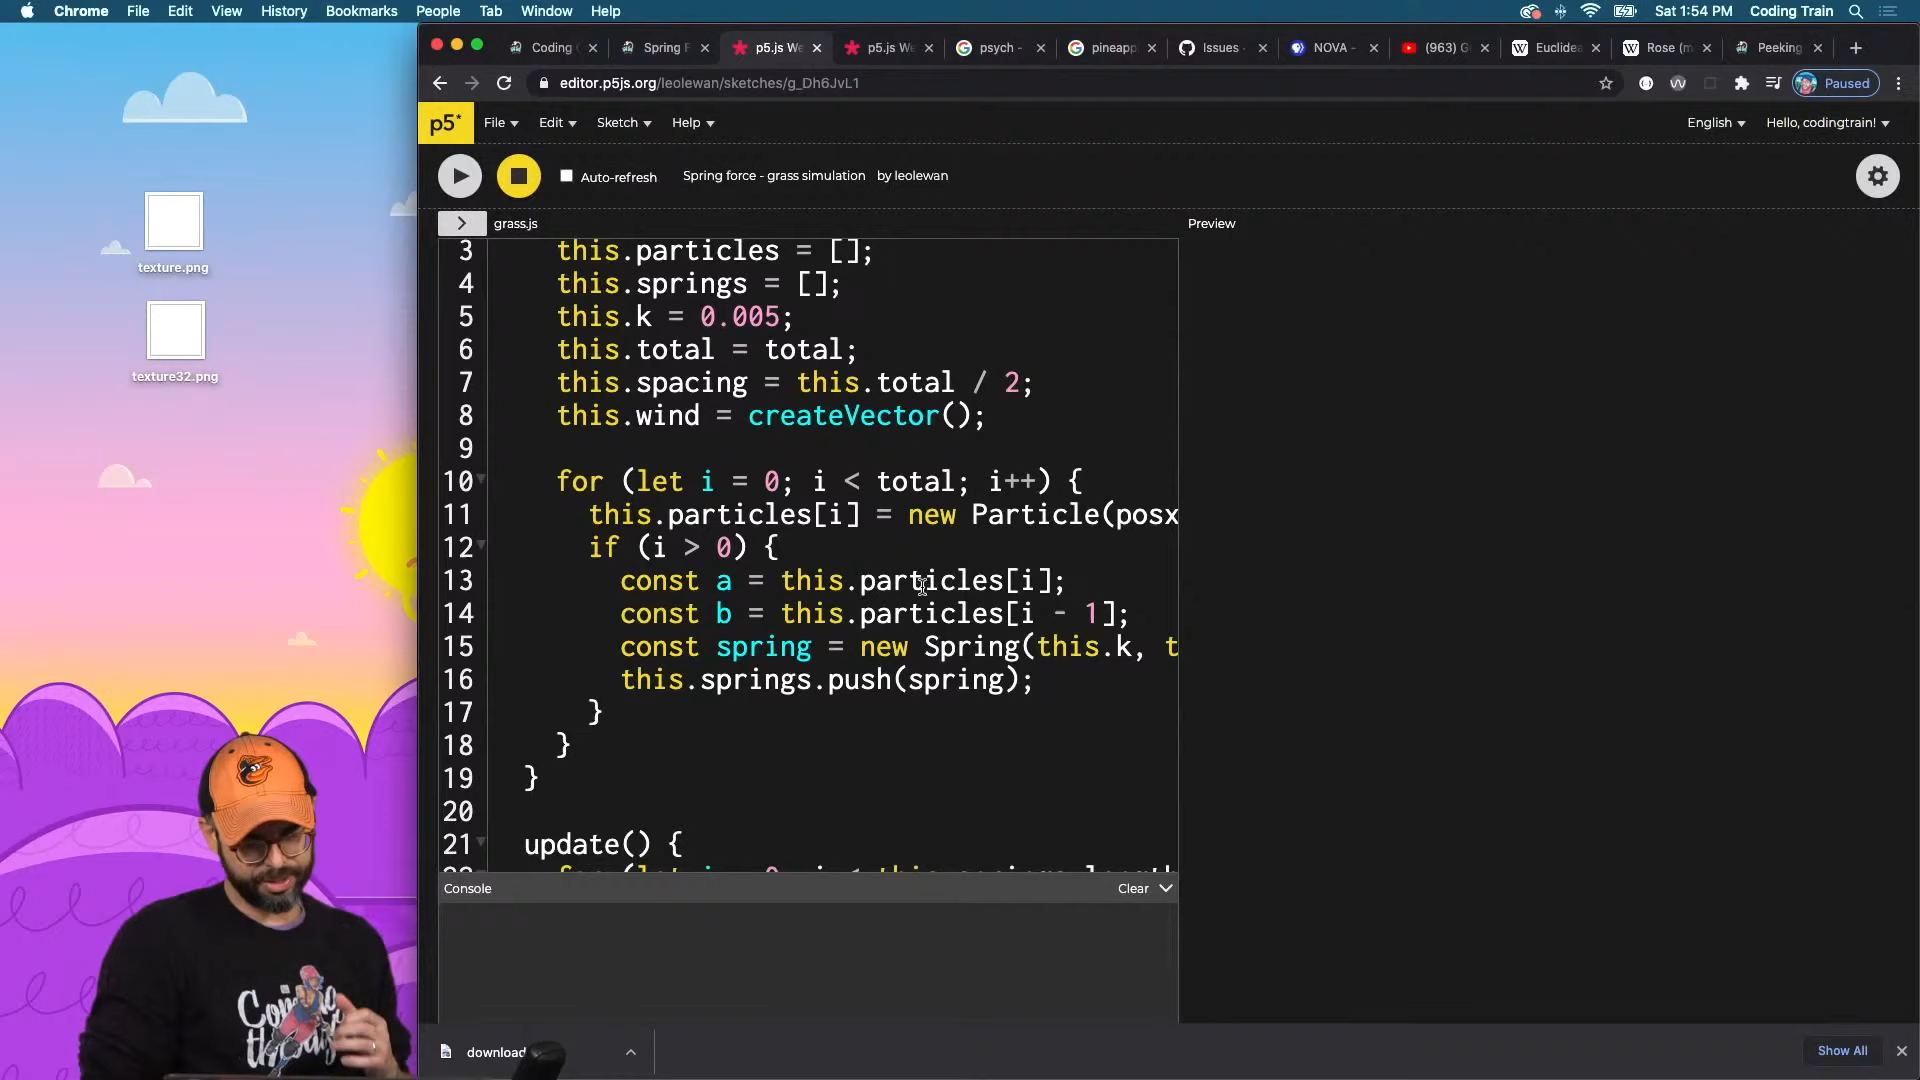 Chrome File Edit View History Bookmarks People Tab Window Help
Sat 1:54 PM Coding Train
Coding Spring F p5.js We p5.js We psych - pineapp Issues NOVA - (963) G Euclidea Rose (m Peeking
editor.p5js.org/leolewan/sketches/g_Dh6JvL1
Paused
p5* File Edit Sketch Help
English Hello, codingtrain!
Auto-refresh Spring force - grass simulation by leolewan
> grass.js
Preview
3 this.particles = [];
4 this.springs = [];
5 this.k = 0.005;
6 this.total = total;
7 this.spacing = this.total / 2;
8 this.wind = createVector();
9
10 for (let i = 0; i < total; i++) {
11 this.particles[i] = new Particle(posx
12 if (i > 0) {
13 const a = this.particles[i];
14 const b = this.particles[i - 1];
15 const spring = new Spring(this.k, t
16 this.springs.push(spring);
17 }
18 }
19 }
20
21 update() {
Console
Clear
download
Show All
texture.png
texture32.png